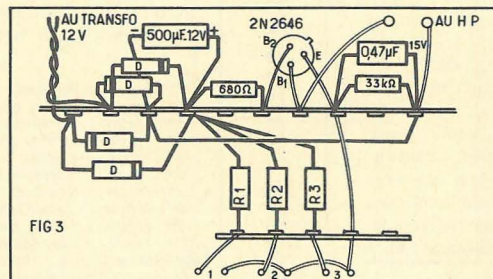 AU TRANSFO
12 V
− 500µF.12V +
2N2646
AU H P
B2
E
B1
0,47µF
15V
D
D
680Ω
33kΩ
D
D
R1
R2
R3
FIG 3
1
2
3